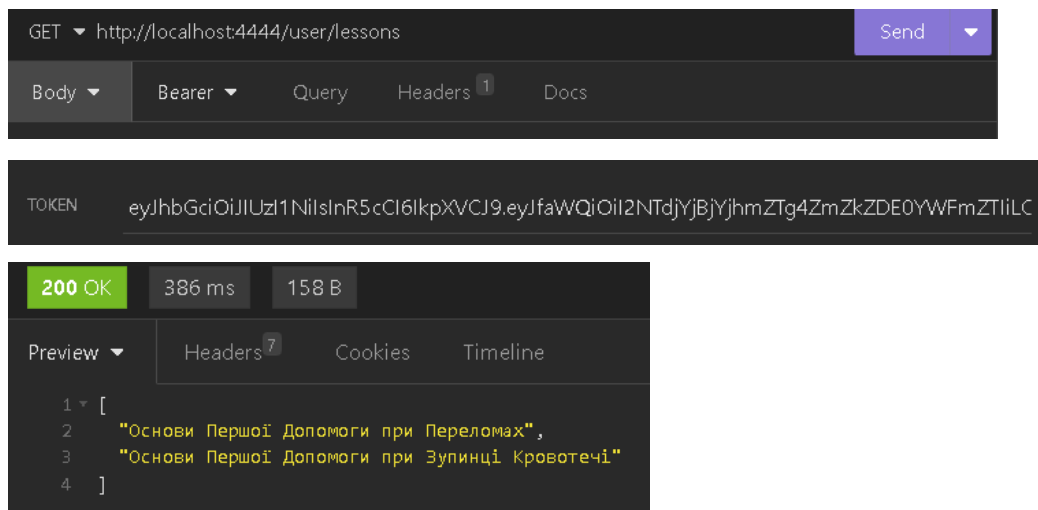 GET http://localhost:4444/user/lessons Send
Body Bearer Query Headers 1 Docs
TOKEN eyJhbGciOiJIUzI1NiIsInR5cCI6IkpXVCJ9.eyJfaWQiOiI2NTdjYjBjYjhmZTg4ZmZkZDE0YWFmZTIiLC
200 OK 386 ms 158 B
Preview Headers 7 Cookies Timeline
1 [
2 "Основи Першої Допомоги при Переломах",
3 "Основи Першої Допомоги при Зупинці Кровотечі"
4 ]